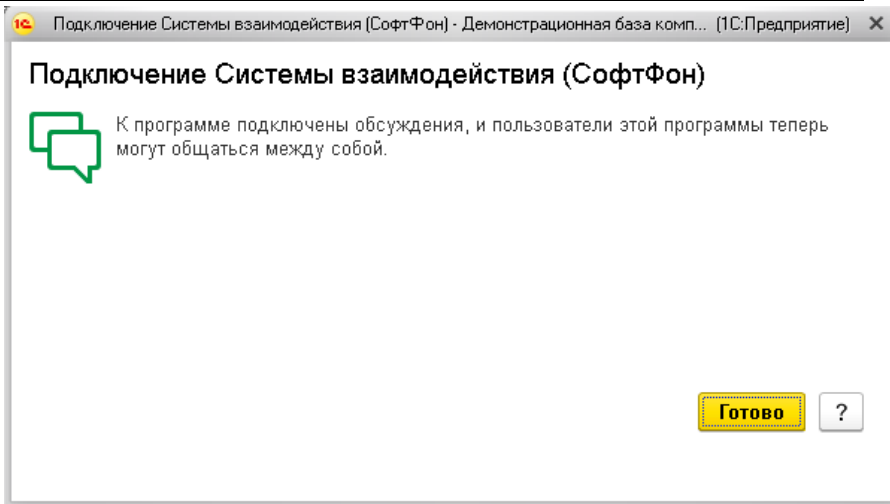 1С Подключение Системы взаимодействия (СофтФон) - Демонстрационная база комп... (1С:Предприятие)
Подключение Системы взаимодействия (СофтФон)
К программе подключены обсуждения, и пользователи этой программы теперь
могут общаться между собой.
Готово ?